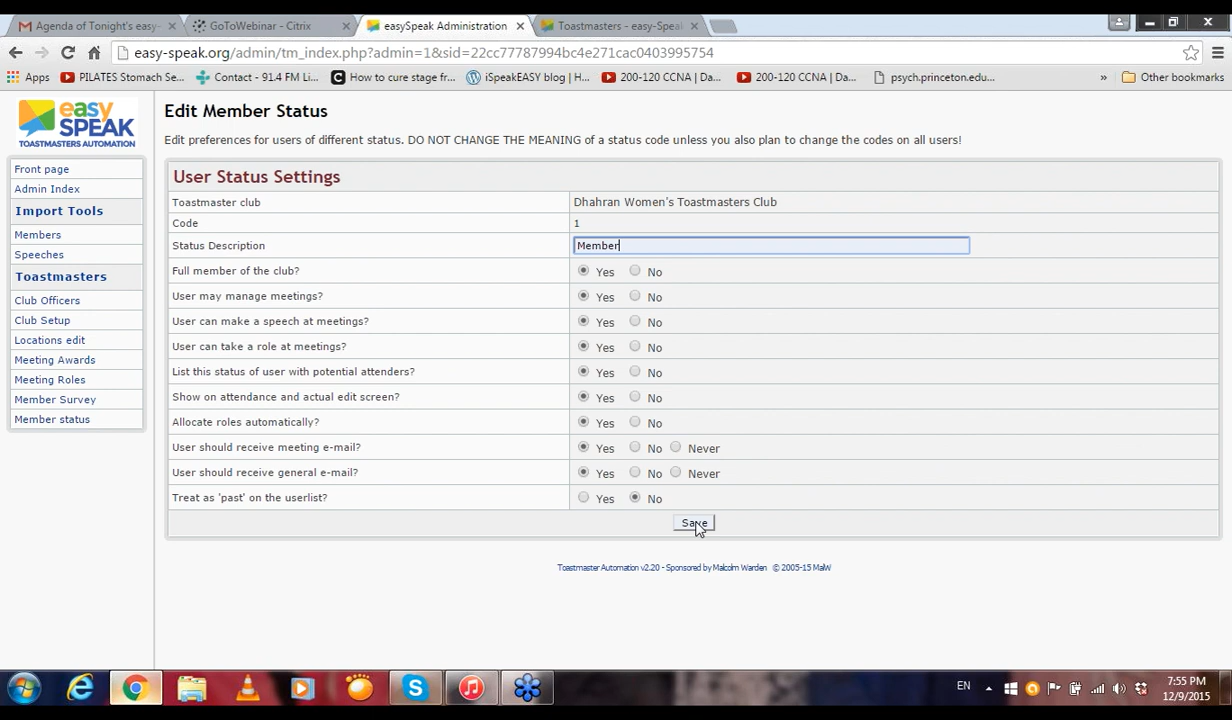 Agenda of Tonight's easy- ×
GoToWebinar - Citrix ×
easySpeak Administration ×
Toastmasters - easy-Speak ×
easy-speak.org/admin/tm_index.php?admin=1&sid=22cc77787994bc4e271cac0403995754
Apps
PILATES Stomach Se...
Contact - 91.4 FM Li...
How to cure stage fr...
iSpeakEASY blog | H...
200-120 CCNA | Da...
200-120 CCNA | Da...
psych.princeton.edu...
»
Other bookmarks
easy
SPEAK
TOASTMASTERS AUTOMATION
Front page
Admin Index
Import Tools
Members
Speeches
Toastmasters
Club Officers
Club Setup
Locations edit
Meeting Awards
Meeting Roles
Member Survey
Member status
Edit Member Status
Edit preferences for users of different status. DO NOT CHANGE THE MEANING of a status code unless you also plan to change the codes on all users!
User Status Settings
Toastmaster club Dhahran Women's Toastmasters Club
Code 1
Status Description Member
Full member of the club? Yes No
User may manage meetings? Yes No
User can make a speech at meetings? Yes No
User can take a role at meetings? Yes No
List this status of user with potential attenders? Yes No
Show on attendance and actual edit screen? Yes No
Allocate roles automatically? Yes No
User should receive meeting e-mail? Yes No Never
User should receive general e-mail? Yes No Never
Treat as 'past' on the userlist? Yes No
Save
Toastmaster Automation v2.20 - Sponsored by Malcolm Warden © 2005-15 MaW
EN
7:55 PM
12/9/2015